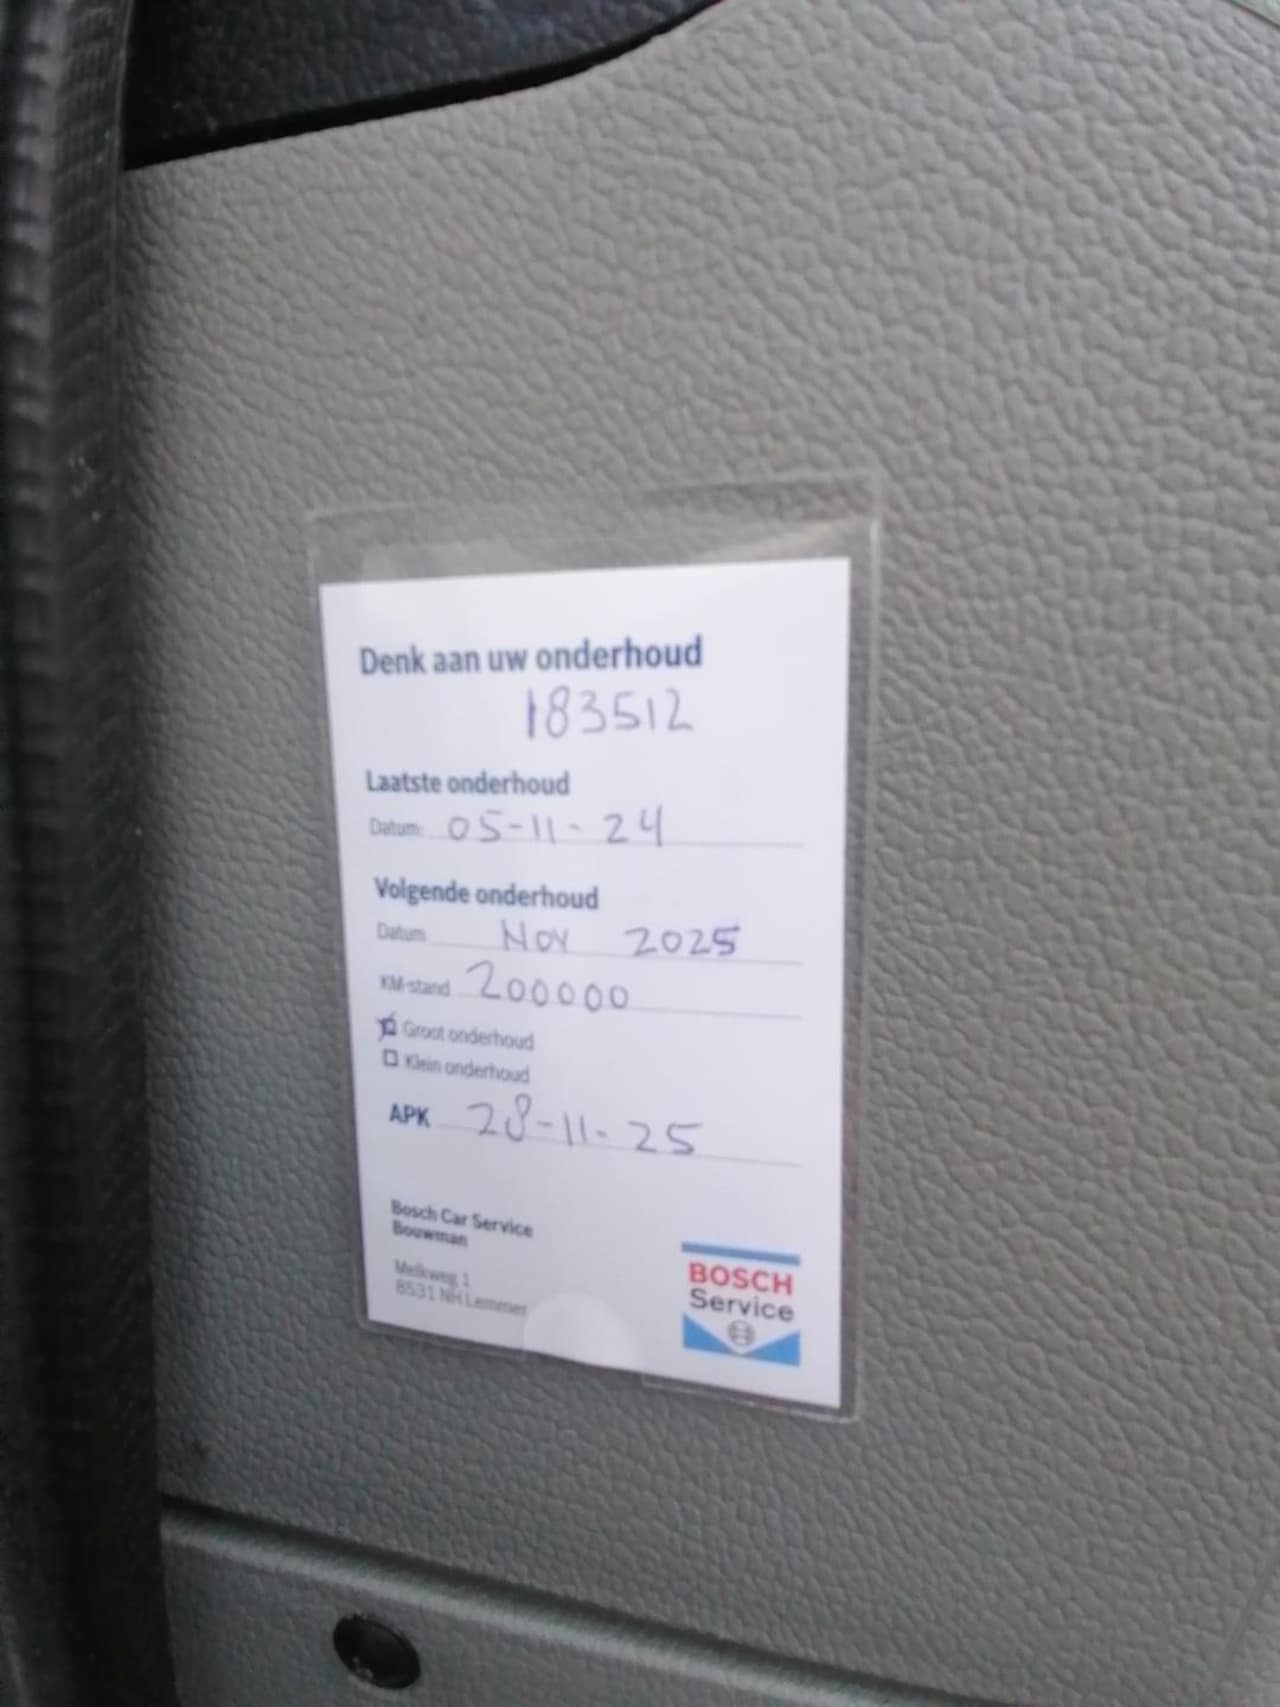 Denk aan uw onderhoud
183512
Laatste onderhoud
Datum: 05-11-24
Volgende onderhoud
Datum Nov 2025
KM-stand 200000
Groot onderhoud
Klein onderhoud
APK 28-11-25
Bosch Car Service
Bouwman
Melkweg 1
8531 NH Lemmer
BOSCH
Service